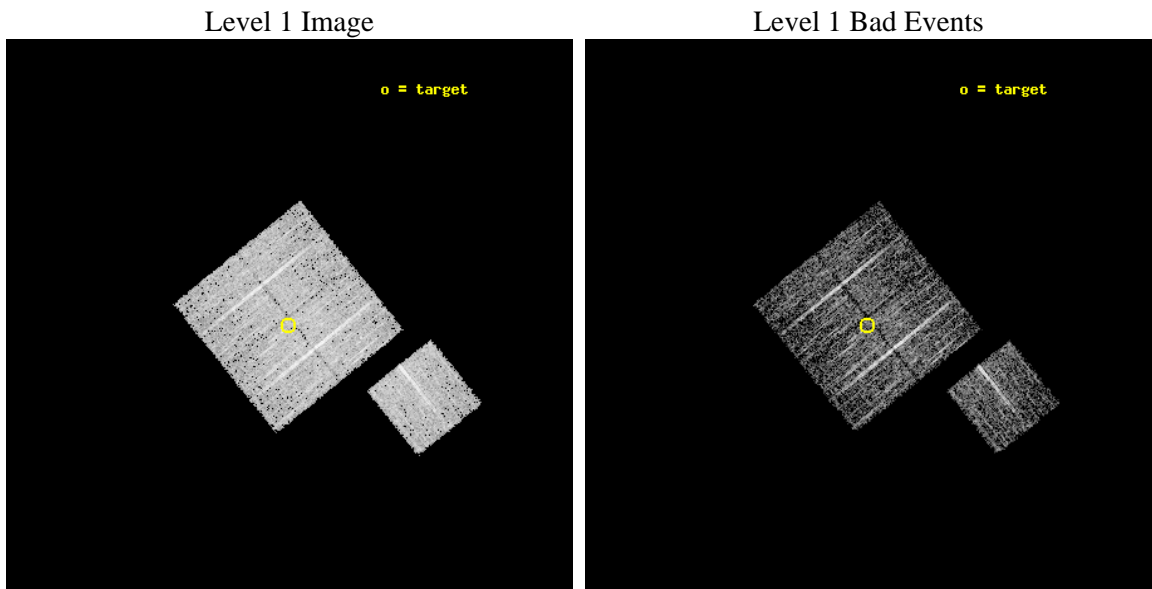 Level 1 Image
Level 1 Bad Events
o = target
o = target